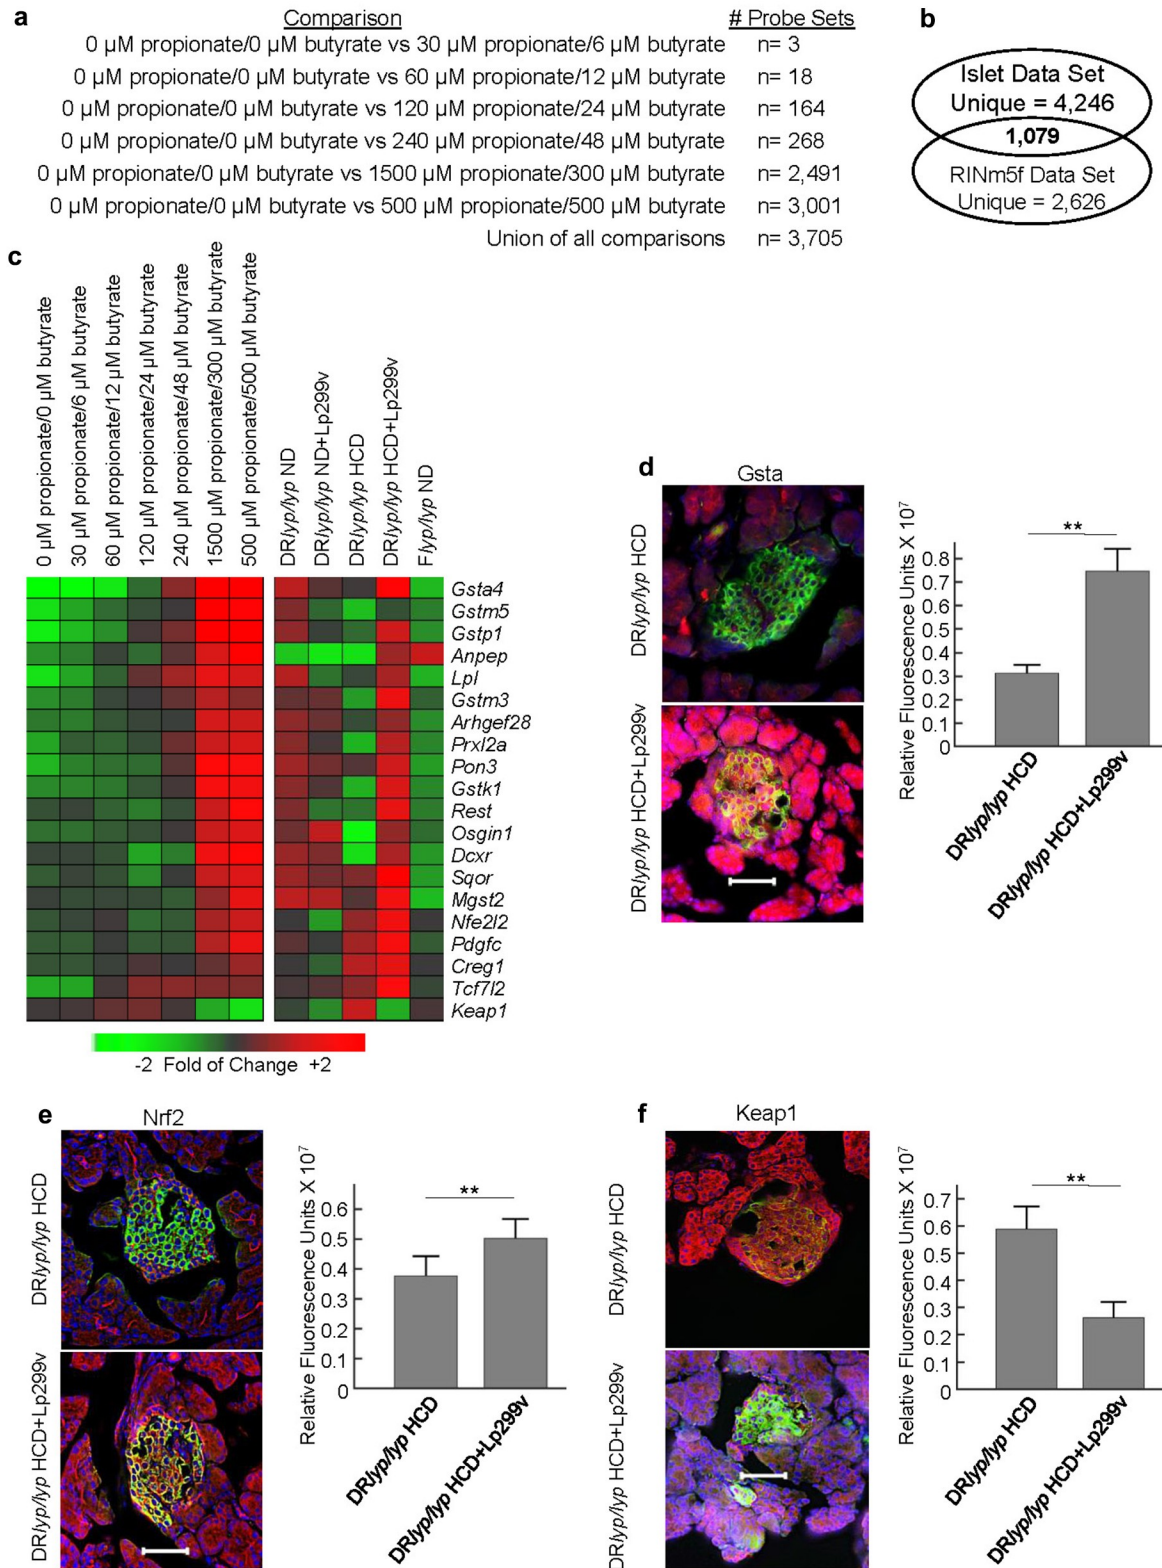 a
Comparison # Probe Sets
0 µM propionate/0 µM butyrate vs 30 µM propionate/6 µM butyrate n= 3
0 µM propionate/0 µM butyrate vs 60 µM propionate/12 µM butyrate n= 18
0 µM propionate/0 µM butyrate vs 120 µM propionate/24 µM butyrate n= 164
0 µM propionate/0 µM butyrate vs 240 µM propionate/48 µM butyrate n= 268
0 µM propionate/0 µM butyrate vs 1500 µM propionate/300 µM butyrate n= 2,491
0 µM propionate/0 µM butyrate vs 500 µM propionate/500 µM butyrate n= 3,001
Union of all comparisons n= 3,705
b
Islet Data Set
Unique = 4,246
1,079
RINm5f Data Set
Unique = 2,626
c
0 µM propionate/0 µM butyrate
30 µM propionate/6 µM butyrate
60 µM propionate/12 µM butyrate
120 µM propionate/24 µM butyrate
240 µM propionate/48 µM butyrate
1500 µM propionate/300 µM butyrate
500 µM propionate/500 µM butyrate
DRlyp/lyp ND
DRlyp/lyp ND+Lp299v
DRlyp/lyp HCD
DRlyp/lyp HCD+Lp299v
Flyp/lyp ND
Gsta4
Gstm5
Gstp1
Anpep
Lpl
Gstm3
Arhgef28
Prxl2a
Pon3
Gstk1
Rest
Osgin1
Dcxr
Sqor
Mgst2
Nfe2l2
Pdgfc
Creg1
Tcf7l2
Keap1
-2 Fold of Change +2
d
Gsta
DRlyp/lyp HCD
DRlyp/lyp HCD+Lp299v
Relative Fluorescence Units X 10⁷
**
0.8
0.7
0.6
0.5
0.4
0.3
0.2
0.1
0
DRlyp/lyp HCD
DRlyp/lyp HCD+Lp299v
e
Nrf2
DRlyp/lyp HCD
DRlyp/lyp HCD+Lp299v
Relative Fluorescence Units X 10⁷
**
0.6
0.5
0.4
0.3
0.2
0.1
0
DRlyp/lyp HCD
DRlyp/lyp HCD+Lp299v
f
Keap1
DRlyp/lyp HCD
DRlyp/lyp HCD+Lp299v
Relative Fluorescence Units X 10⁷
**
0.7
0.6
0.5
0.4
0.3
0.2
0.1
0
DRlyp/lyp HCD
DRlyp/lyp HCD+Lp299v